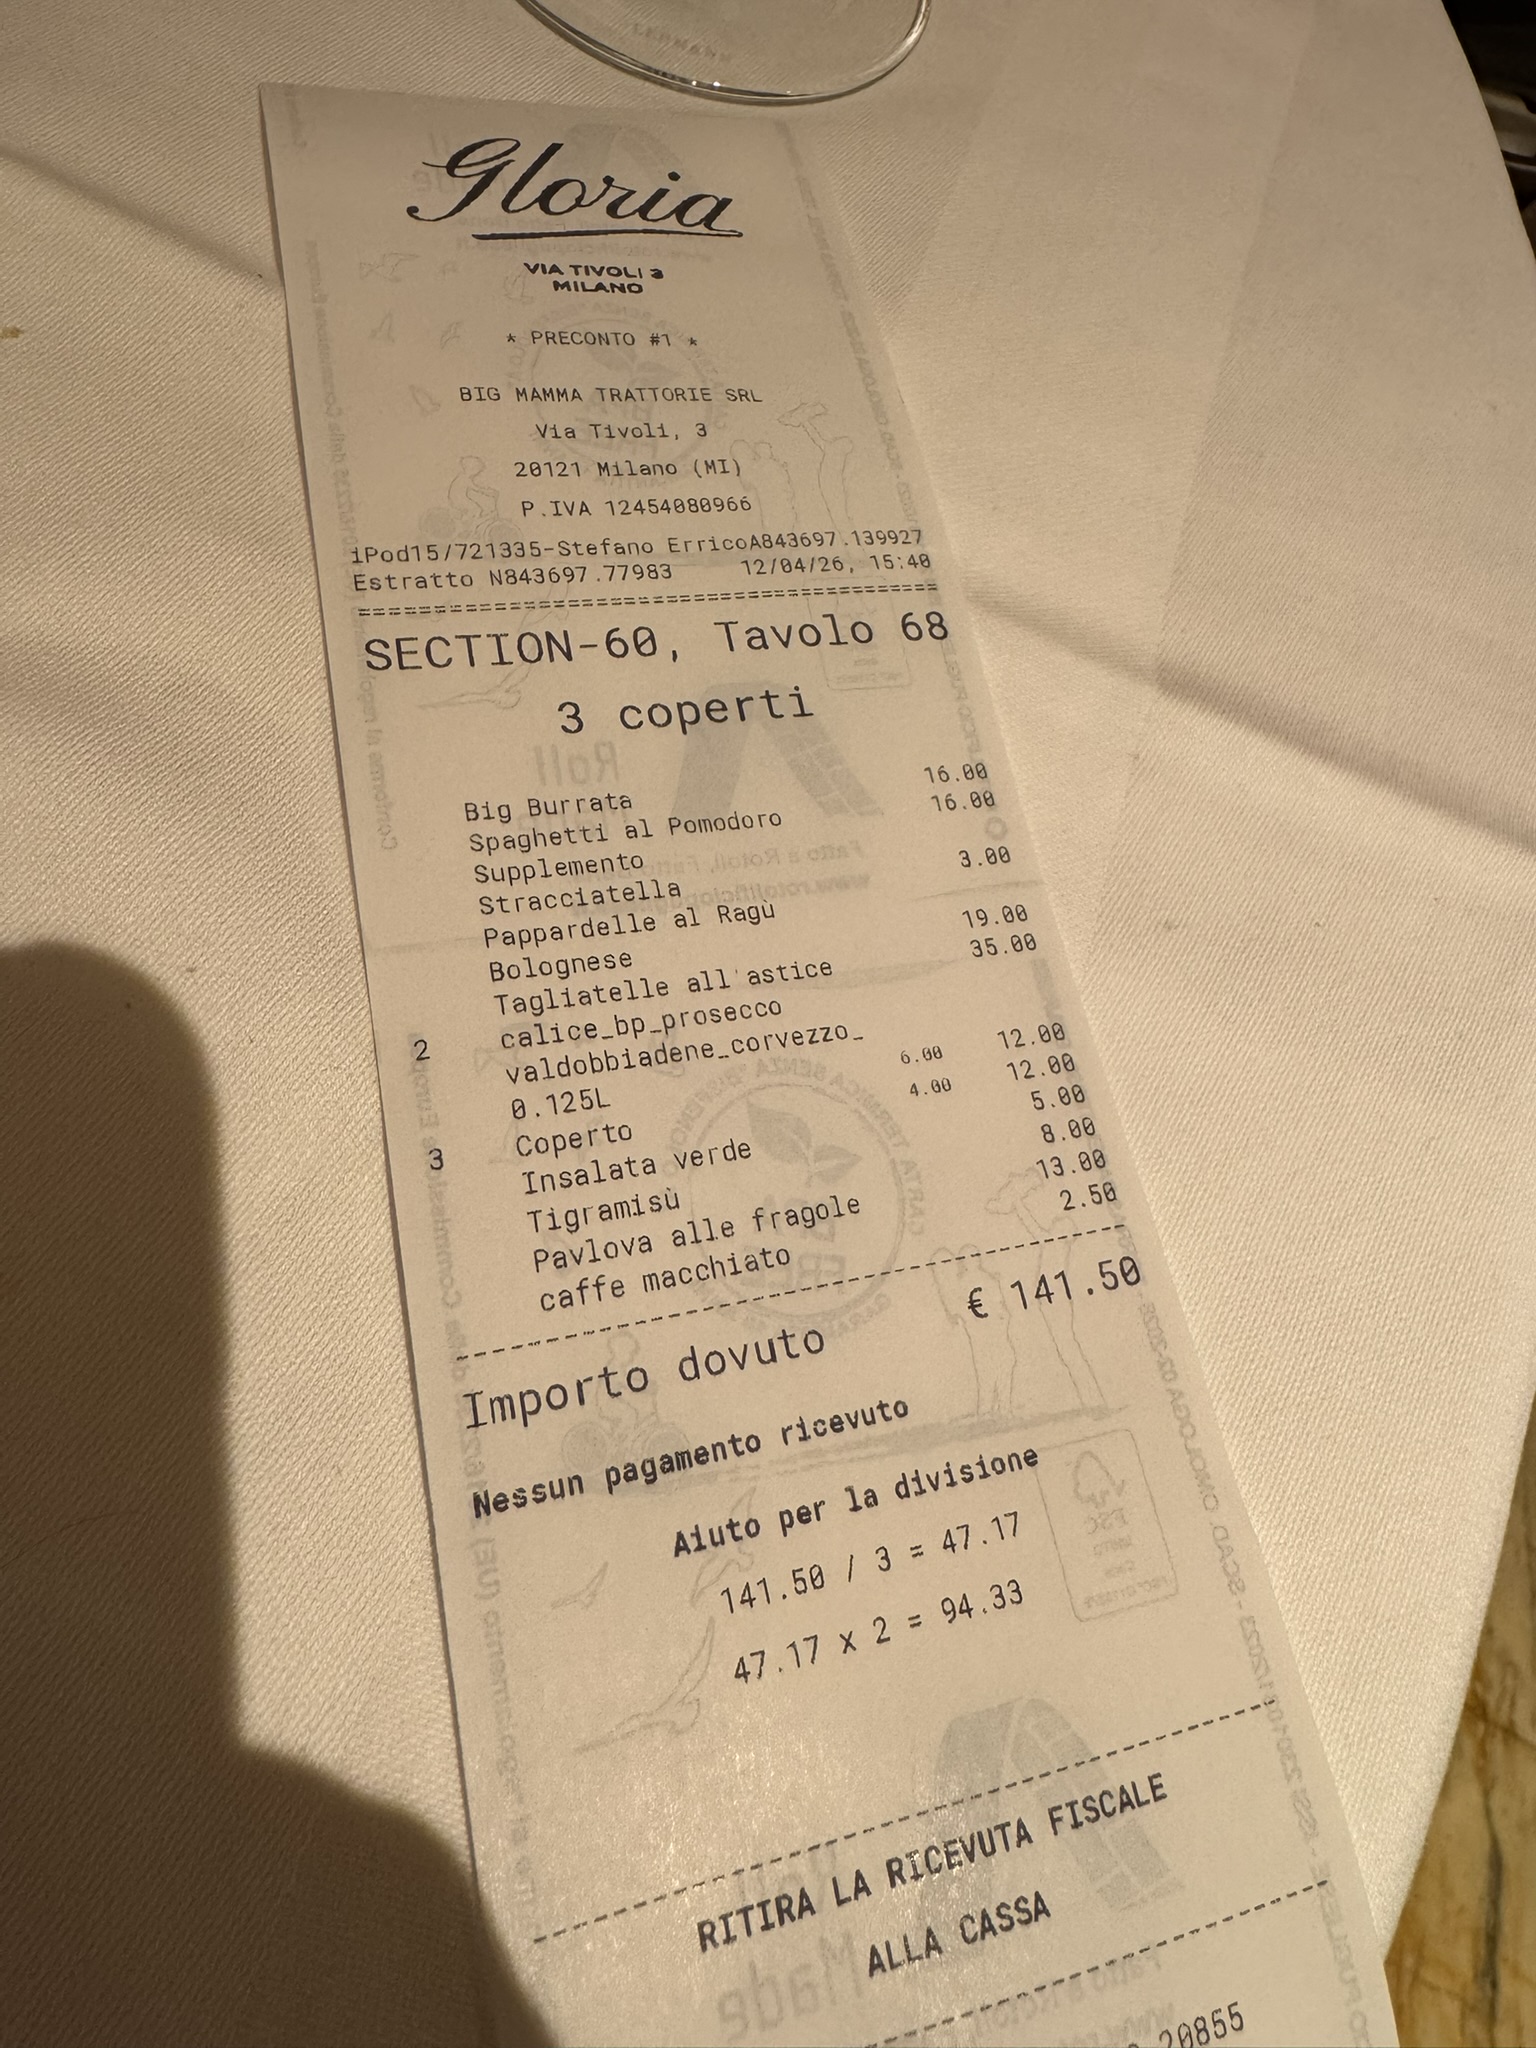 Gloria
VIA TIVOLI 3
MILANO
* PRECONTO #1 *
BIG MAMMA TRATTORIE SRL
Via Tivoli, 3
20121 Milano (MI)
P.IVA 12454080966
iPod15/721335-Stefano ErricoA843697.139927
Estratto N843697.77983 12/04/26, 15:40
SECTION-60, Tavolo 68
3 coperti
Big Burrata 16.00
Spaghetti al Pomodoro 16.00
Supplemento
Stracciatella 3.00
Pappardelle al Ragù
Bolognese 19.00
Tagliatelle all'astice 35.00
2 calice_bp_prosecco
valdobbiadene_corvezzo_
0.125L 6.00 12.00
3 Coperto 4.00 12.00
Insalata verde 5.00
Tigramisù 8.00
Pavlova alle fragole 13.00
caffe macchiato 2.50
Importo dovuto € 141.50
Nessun pagamento ricevuto
Aiuto per la divisione
141.50 / 3 = 47.17
47.17 x 2 = 94.33
RITIRA LA RICEVUTA FISCALE
ALLA CASSA
20855